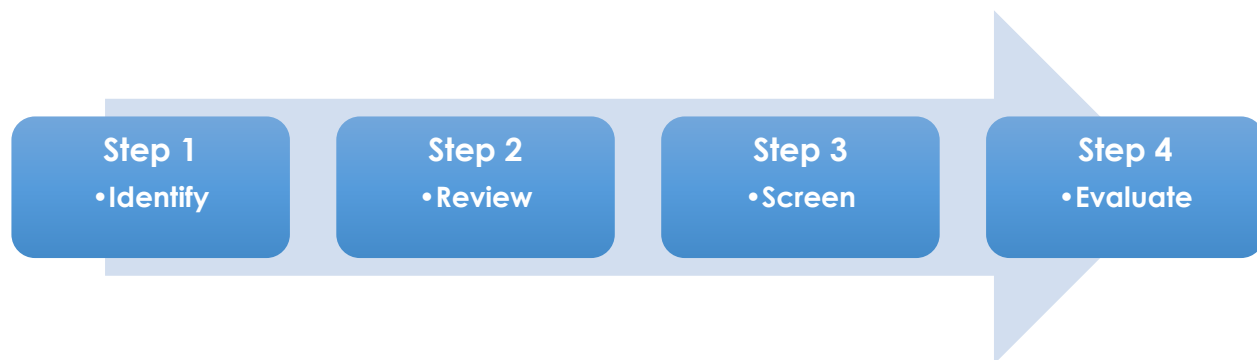 Step 1
•Identify
Step 2
•Review
Step 3
•Screen
Step 4
•Evaluate